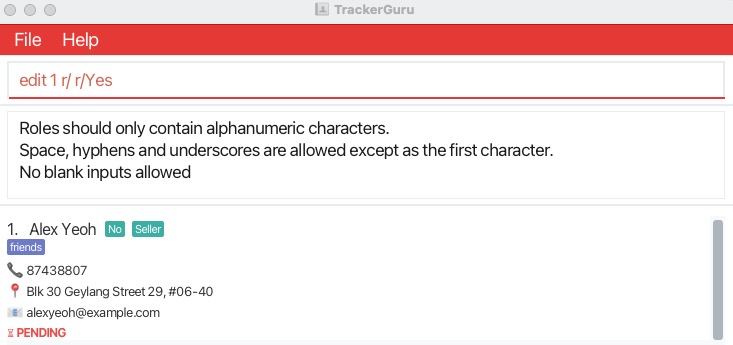 TrackerGuru
File Help
edit 1 r/ r/Yes
Roles should only contain alphanumeric characters.
Space, hyphens and underscores are allowed except as the first character.
No blank inputs allowed
1. Alex Yeoh No Seller
friends
87438807
Blk 30 Geylang Street 29, #06-40
alexyeoh@example.com
PENDING